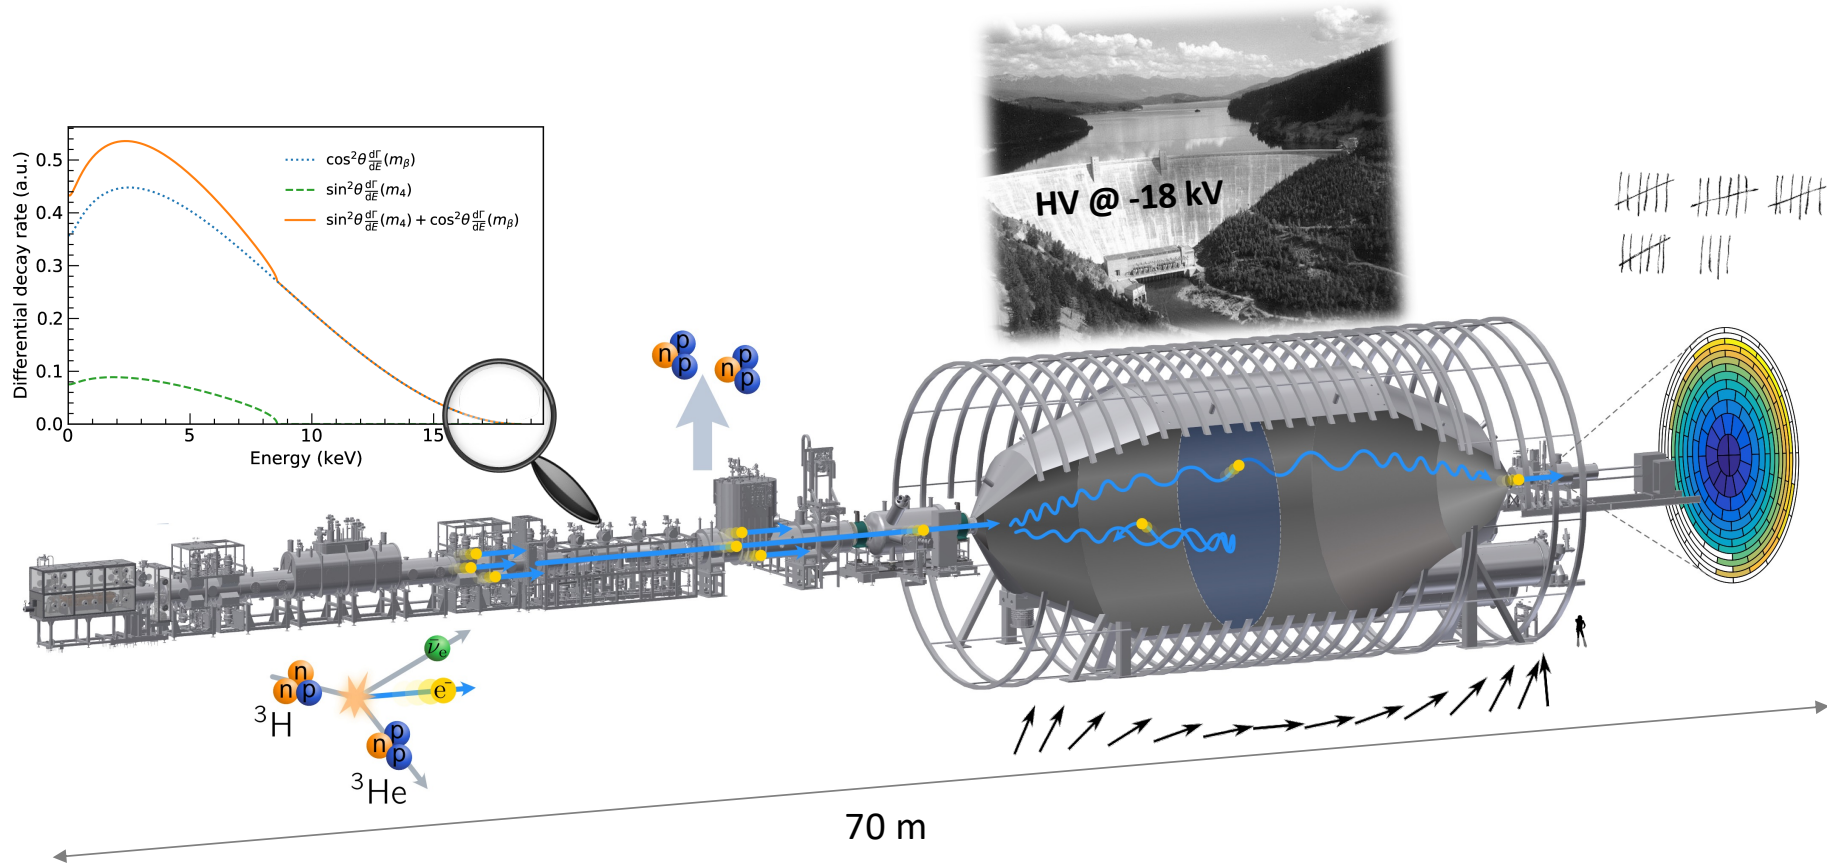 Differential decay rate (a.u.)
0.5
0.4
0.3
0.2
0.1
0.0
0
5
10
15
Energy (keV)
cos²θ dΓ/dE (mᵦ)
sin²θ dΓ/dE (m₄)
sin²θ dΓ/dE (m₄) + cos²θ dΓ/dE (mᵦ)
HV @ -18 kV
p
n
p
p
n
p
ν̄ₑ
n
n
p
e⁻
³H
p
n
p
³He
70 m